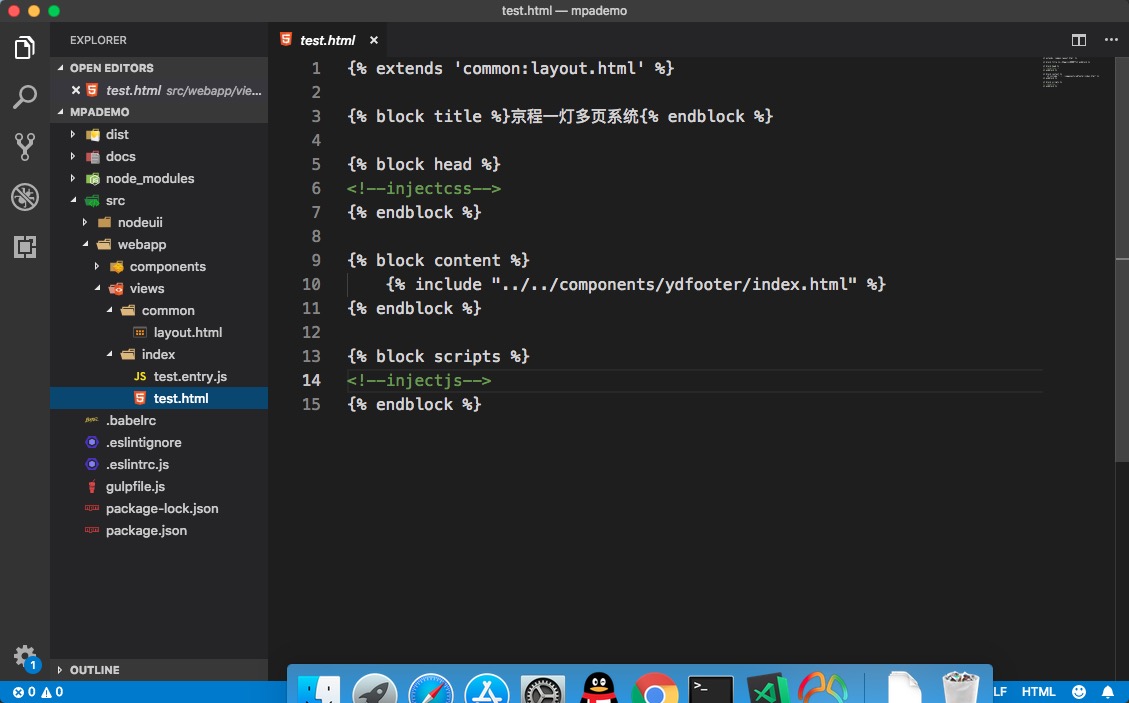 test.html — mpademo
EXPLORER
OPEN EDITORS
test.html src/webapp/vie...
MPADEMO
dist
docs
node_modules
src
nodeuii
webapp
components
views
common
layout.html
index
JS test.entry.js
test.html
.babelrc
.eslintignore
.eslintrc.js
gulpfile.js
package-lock.json
package.json
OUTLINE
1
0 0
test.html
1 {% extends 'common:layout.html' %}
2
3 {% block title %}京程一灯多页系统{% endblock %}
4
5 {% block head %}
6 <!--injectcss-->
7 {% endblock %}
8
9 {% block content %}
10 {% include "../../components/ydfooter/index.html" %}
11 {% endblock %}
12
13 {% block scripts %}
14 <!--injectjs-->
15 {% endblock %}
LF HTML